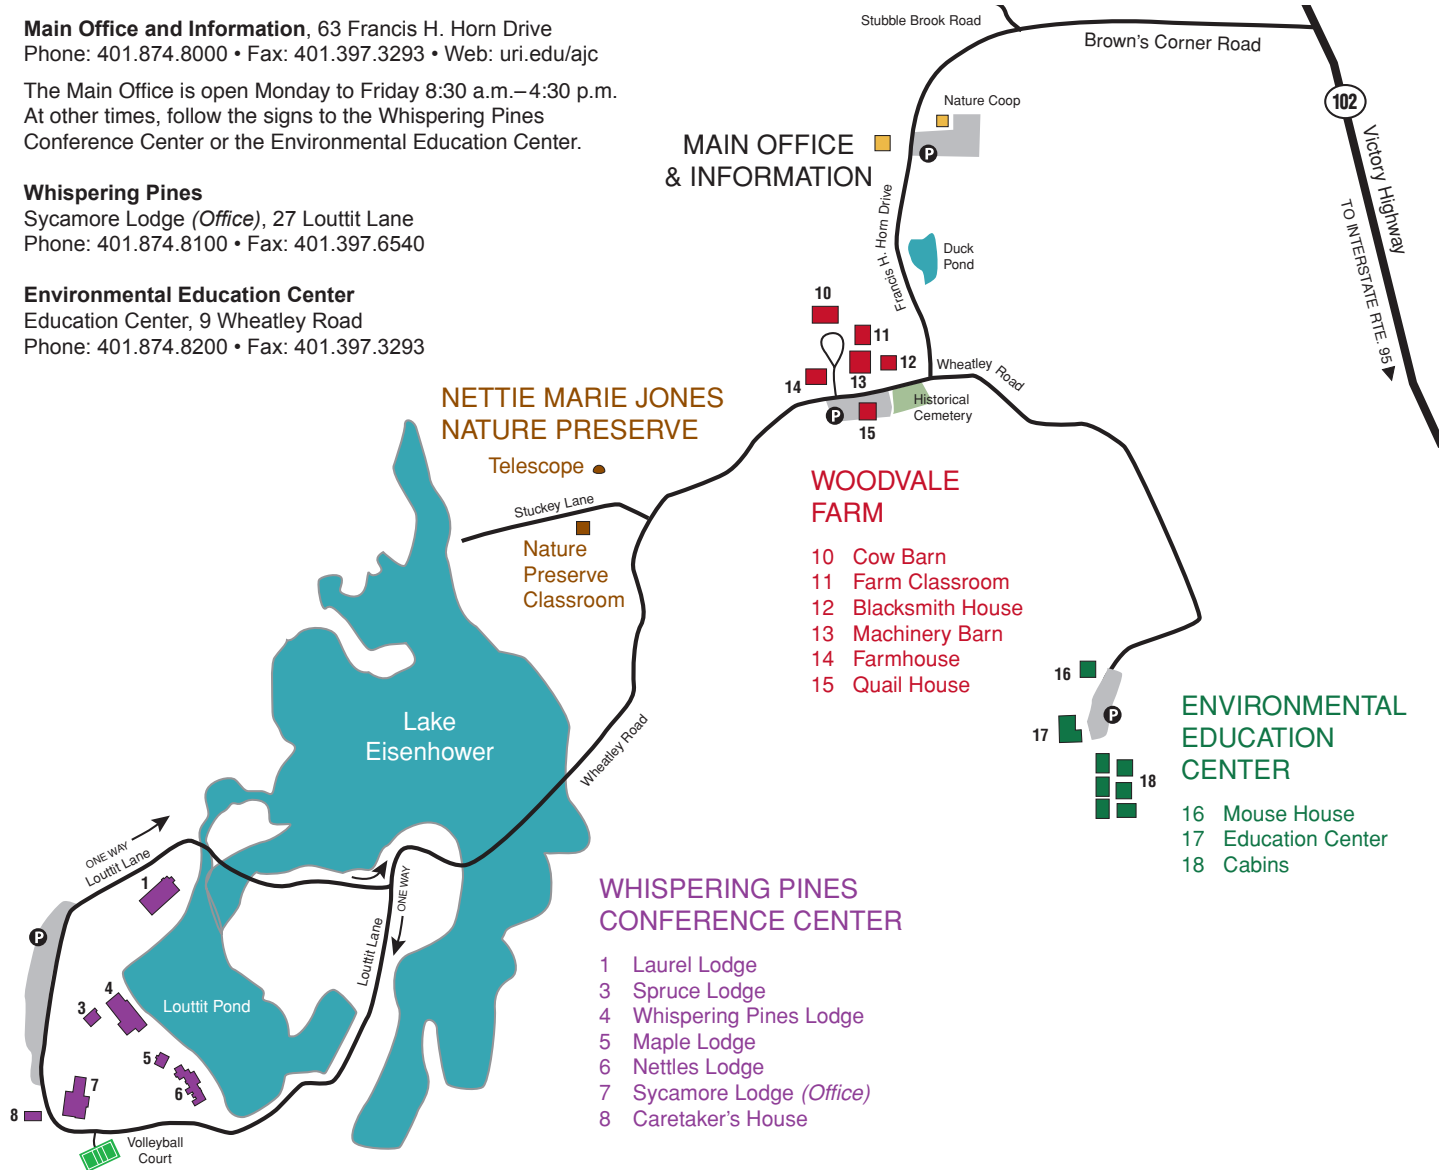 Main Office and Information, 63 Francis H. Horn Drive
Phone: 401.874.8000 • Fax: 401.397.3293 • Web: uri.edu/ajc
The Main Office is open Monday to Friday 8:30 a.m.–4:30 p.m.
At other times, follow the signs to the Whispering Pines
Conference Center or the Environmental Education Center.
Whispering Pines
Sycamore Lodge (Office), 27 Louttit Lane
Phone: 401.874.8100 • Fax: 401.397.6540
Environmental Education Center
Education Center, 9 Wheatley Road
Phone: 401.874.8200 • Fax: 401.397.3293
Stubble Brook Road
Brown's Corner Road
102
Victory Highway
TO INTERSTATE RTE. 95
Nature Coop
P
MAIN OFFICE
& INFORMATION
Francis H. Horn Drive
Duck
Pond
10
11
12
13
14
15
P
Wheatley Road
Historical
Cemetery
NETTIE MARIE JONES
NATURE PRESERVE
Telescope
Stuckey Lane
Nature
Preserve
Classroom
WOODVALE
FARM
10 Cow Barn
11 Farm Classroom
12 Blacksmith House
13 Machinery Barn
14 Farmhouse
15 Quail House
16
P
17
18
ENVIRONMENTAL
EDUCATION
CENTER
16 Mouse House
17 Education Center
18 Cabins
Lake
Eisenhower
Wheatley Road
ONE WAY
Louttit Lane
1
ONE WAY
Louttit Lane
P
4
3
Louttit Pond
5
6
7
8
Volleyball
Court
WHISPERING PINES
CONFERENCE CENTER
1 Laurel Lodge
3 Spruce Lodge
4 Whispering Pines Lodge
5 Maple Lodge
6 Nettles Lodge
7 Sycamore Lodge (Office)
8 Caretaker's House